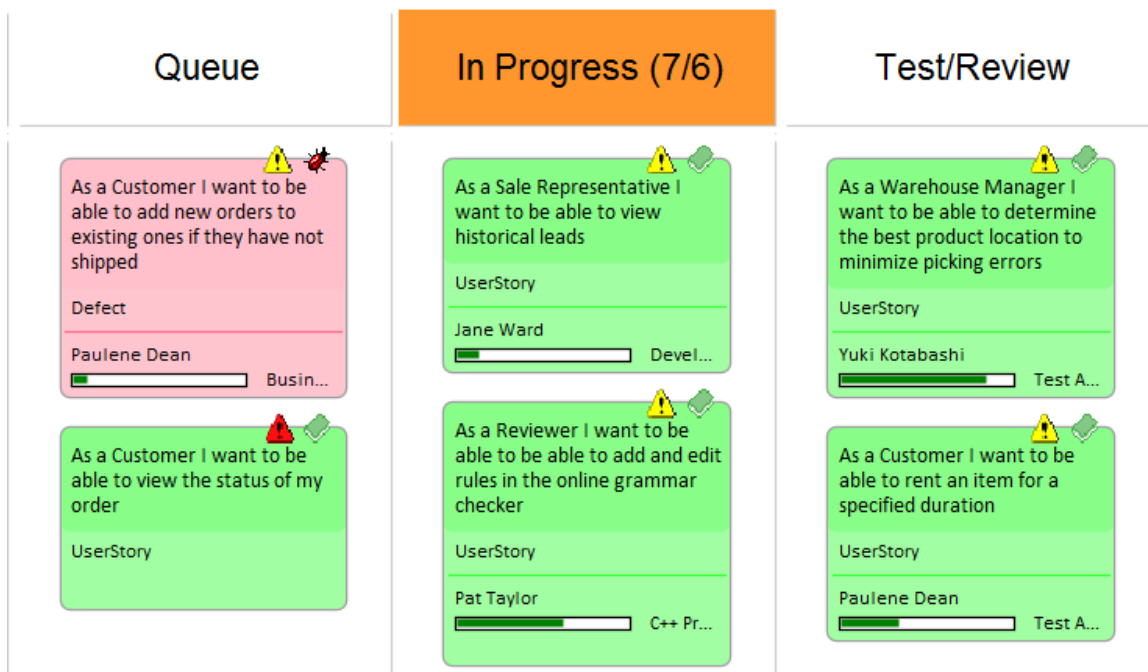 Queue
In Progress (7/6)
Test/Review
As a Customer I want to be
able to add new orders to
existing ones if they have not
shipped
Defect
Paulene Dean
Busin...
As a Customer I want to be
able to view the status of my
order
UserStory
As a Sale Representative I
want to be able to view
historical leads
UserStory
Jane Ward
Devel...
As a Reviewer I want to be
able to be able to add and edit
rules in the online grammar
checker
UserStory
Pat Taylor
C++ Pr...
As a Warehouse Manager I
want to be able to determine
the best product location to
minimize picking errors
UserStory
Yuki Kotabashi
Test A...
As a Customer I want to be
able to rent an item for a
specified duration
UserStory
Paulene Dean
Test A...